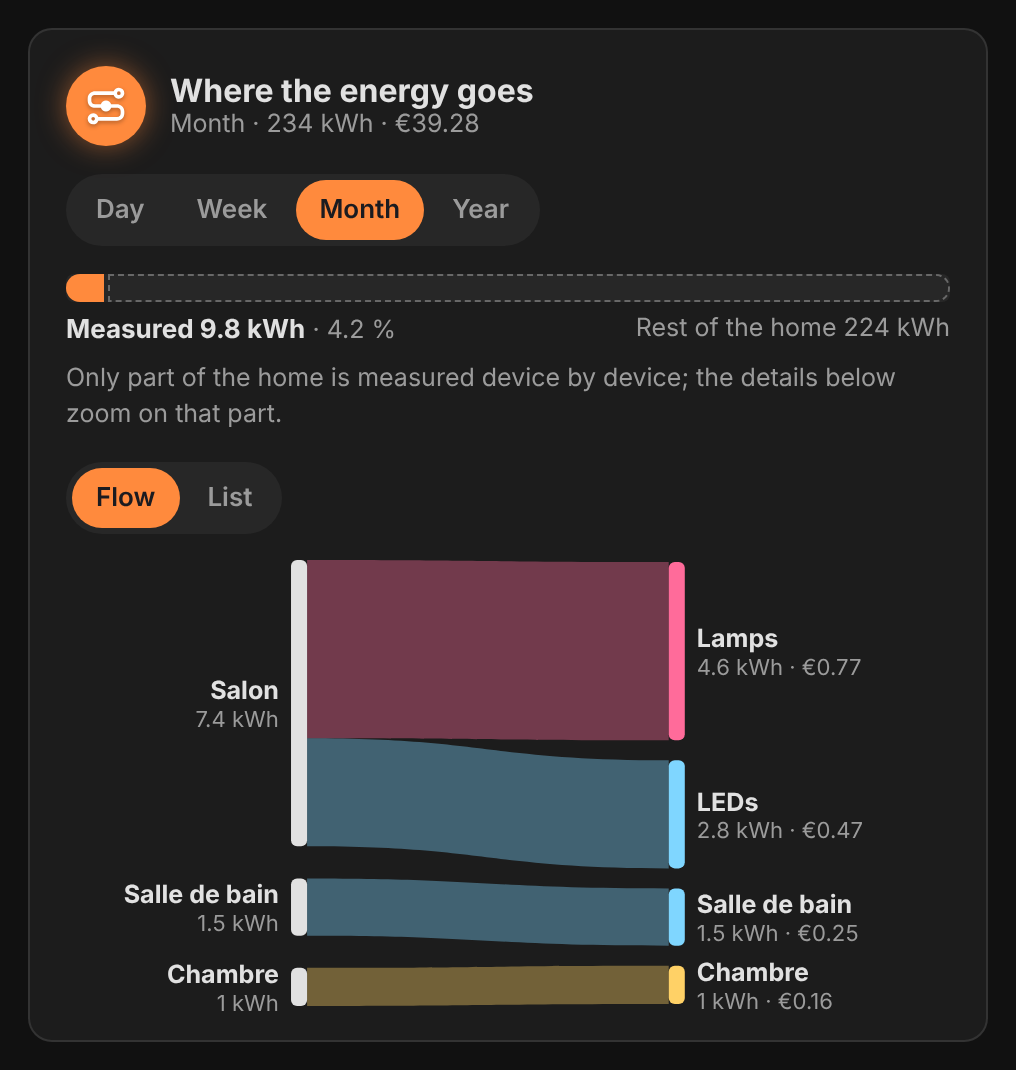 Where the energy goes
Month · 234 kWh · €39.28
Day
Week
Month
Year
Measured 9.8 kWh · 4.2 %
Rest of the home 224 kWh
Only part of the home is measured device by device; the details below
zoom on that part.
Flow
List
Salon
7.4 kWh
Lamps
4.6 kWh · €0.77
LEDs
2.8 kWh · €0.47
Salle de bain
1.5 kWh
Salle de bain
1.5 kWh · €0.25
Chambre
1 kWh
Chambre
1 kWh · €0.16